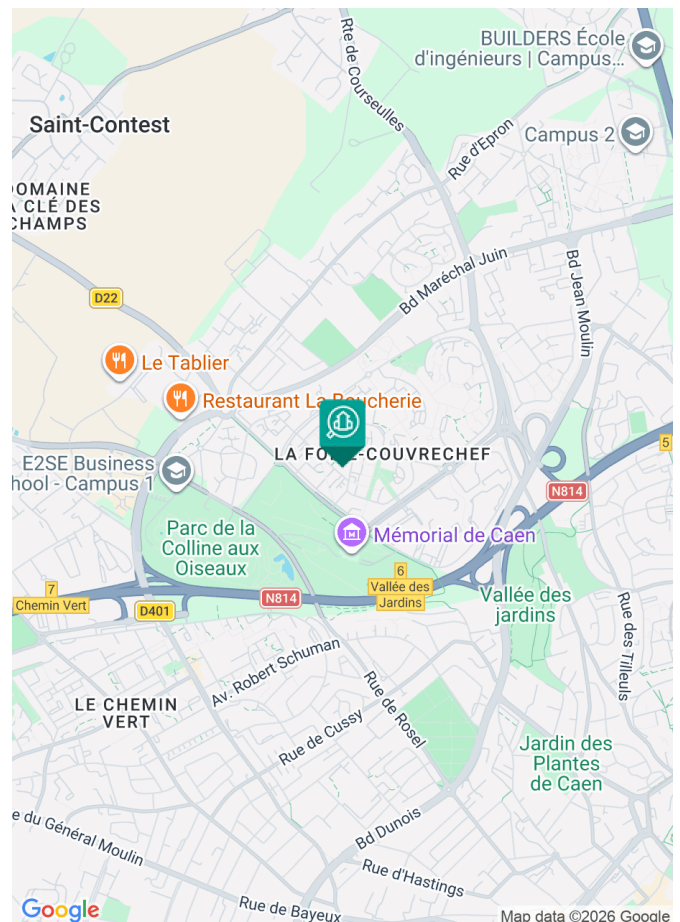 BUILDERS École
d'ingénieurs | Campus...
Rte de Courseulles
Saint-Contest
Campus 2
Rue d'Epron
DOMAINE
CLÉ DES
CHAMPS
Bd Maréchal Juin
Bd Jean Moulin
D22
Le Tablier
Restaurant La Boucherie
LA FOLIE-COUVRECHEF
5
E2SE Business
hool - Campus 1
N814
Parc de la
Colline aux
Oiseaux
Mémorial de Caen
6
Vallée des
Jardins
7
Chemin Vert
N814
D401
Vallée des
jardins
Rue des Tilleuls
Av. Robert Schuman
Rue de Rosel
LE CHEMIN
VERT
Rue de Cussy
Jardin des
Plantes
de Caen
e du Général Moulin
Bd Dunois
Rue d'Hastings
Rue de Bayeux
Google
Map data ©2026 Google